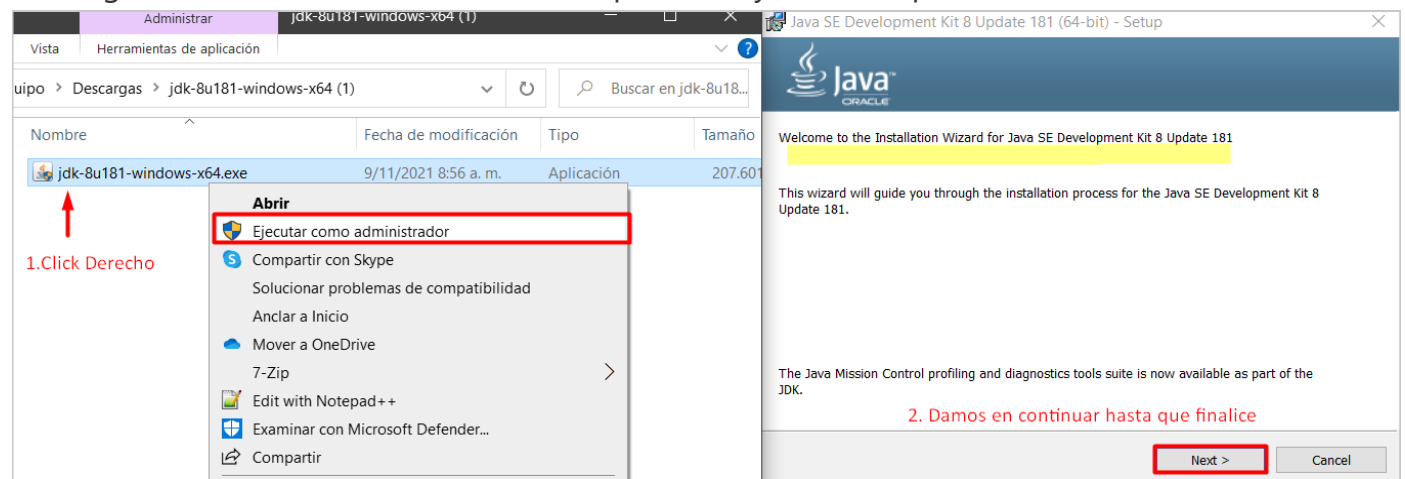 Administrar
jdk-8u181-windows-x64 (1)
Vista
Herramientas de aplicación
?
uipo > Descargas > jdk-8u181-windows-x64 (1)
Buscar en jdk-8u18...
Nombre
Fecha de modificación
Tipo
Tamaño
jdk-8u181-windows-x64.exe
9/11/2021 8:56 a. m.
Aplicación
207.601
1.Click Derecho
Abrir
Ejecutar como administrador
Compartir con Skype
Solucionar problemas de compatibilidad
Anclar a Inicio
Mover a OneDrive
7-Zip
Edit with Notepad++
Examinar con Microsoft Defender...
Compartir
Java SE Development Kit 8 Update 181 (64-bit) - Setup
Java™
ORACLE
Welcome to the Installation Wizard for Java SE Development Kit 8 Update 181
This wizard will guide you through the installation process for the Java SE Development Kit 8
Update 181.
The Java Mission Control profiling and diagnostics tools suite is now available as part of the
JDK.
2. Damos en continuar hasta que finalice
Next >
Cancel